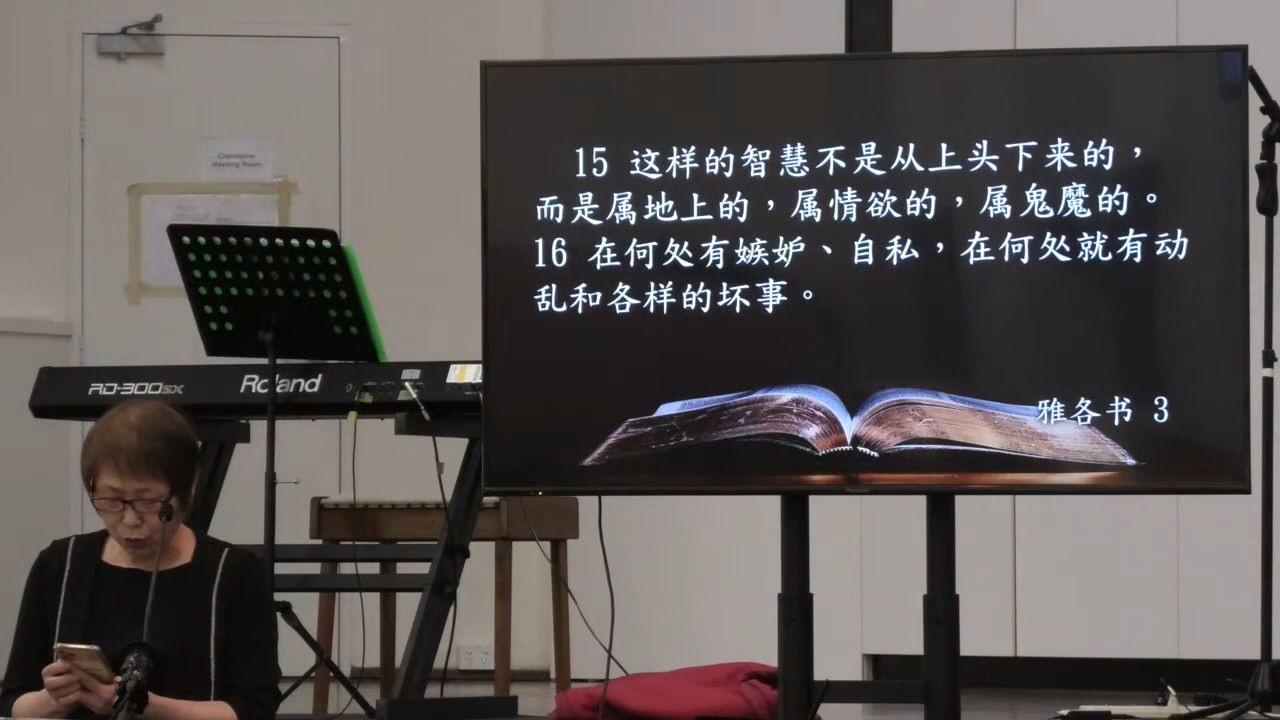 15 这样的智慧不是从上头下来的，
而是属地上的，属情欲的，属鬼魔的。
16 在何处有嫉妒、自私，在何处就有动
乱和各样的坏事。
雅各书 3
Meeting Room
RD-300SX
Roland